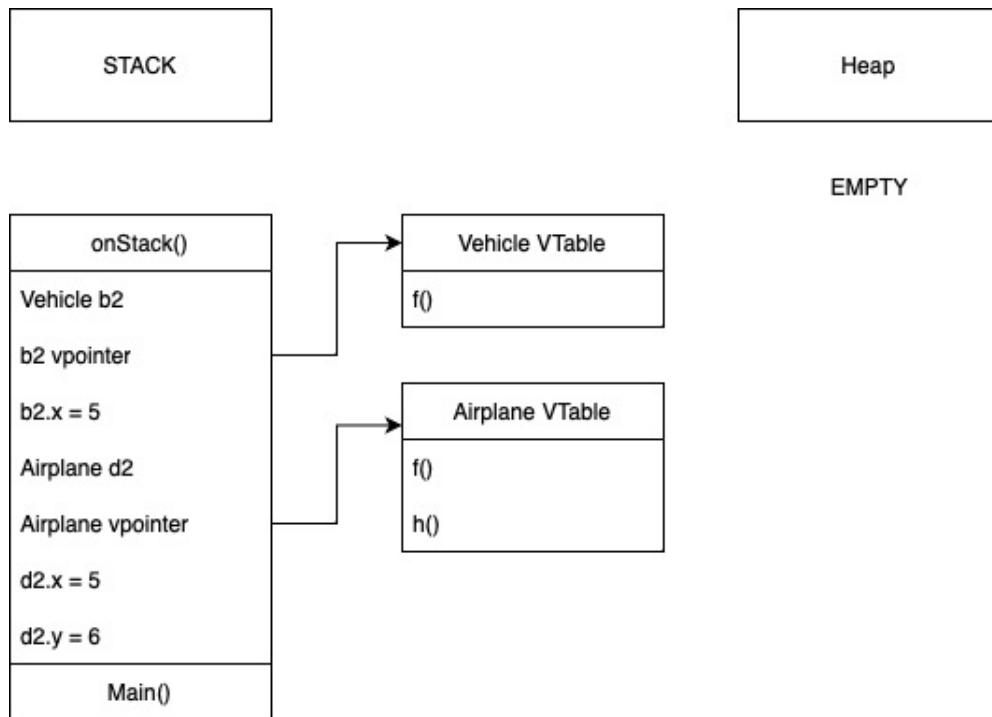 STACK
Heap
EMPTY
onStack()
Vehicle b2
b2 vpointer
b2.x = 5
Airplane d2
Airplane vpointer
d2.x = 5
d2.y = 6
Main()
Vehicle VTable
f()
Airplane VTable
f()
h()